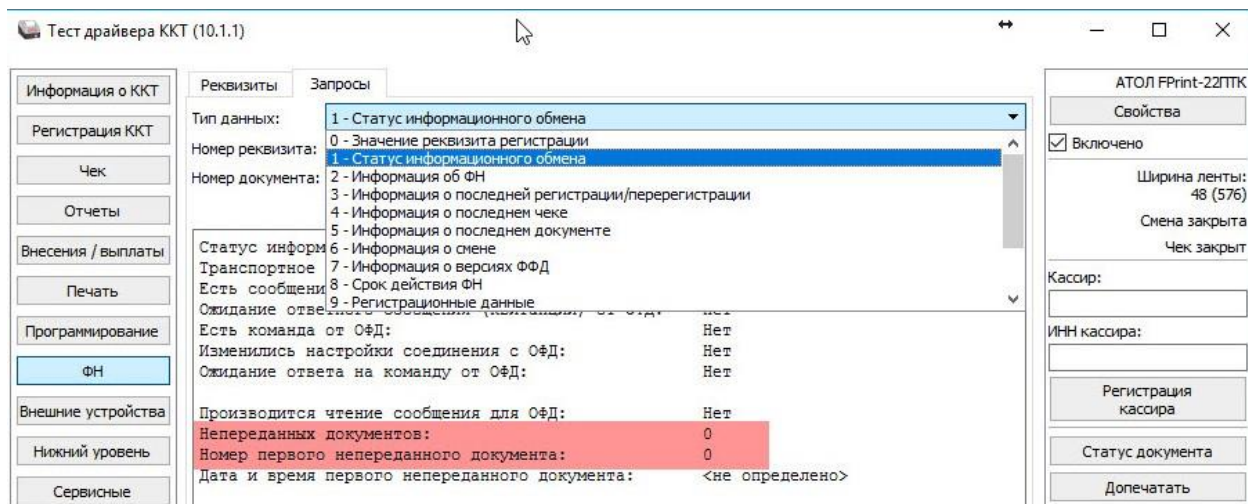 Тест драйвера ККТ (10.1.1)
Информация о ККТ
Регистрация ККТ
Чек
Отчеты
Внесения / выплаты
Печать
Программирование
ФН
Внешние устройства
Нижний уровень
Сервисные
Реквизиты Запросы
Тип данных: 1 - Статус информационного обмена
Номер реквизита:
Номер документа:
0 - Значение реквизита регистрации
1 - Статус информационного обмена
2 - Информация об ФН
3 - Информация о последней регистрации/перерегистрации
4 - Информация о последнем чеке
5 - Информация о последнем документе
6 - Информация о смене
7 - Информация о версиях ФФД
8 - Срок действия ФН
9 - Регистрационные данные
Статус информ
Транспортное
Есть сообщени
Есть команда от ОФД: Нет
Изменились настройки соединения с ОФД: Нет
Ожидание ответа на команду от ОФД: Нет
Производится чтение сообщения для ОФД: Нет
Непереданных документов: 0
Номер первого непереданного документа: 0
Дата и время первого непереданного документа: <не определено>
АТОЛ FPrint-22ПТК
Свойства
Включено
Ширина ленты:
48 (576)
Смена закрыта
Чек закрыт
Кассир:
ИНН кассира:
Регистрация
кассира
Статус документа
Допечатать